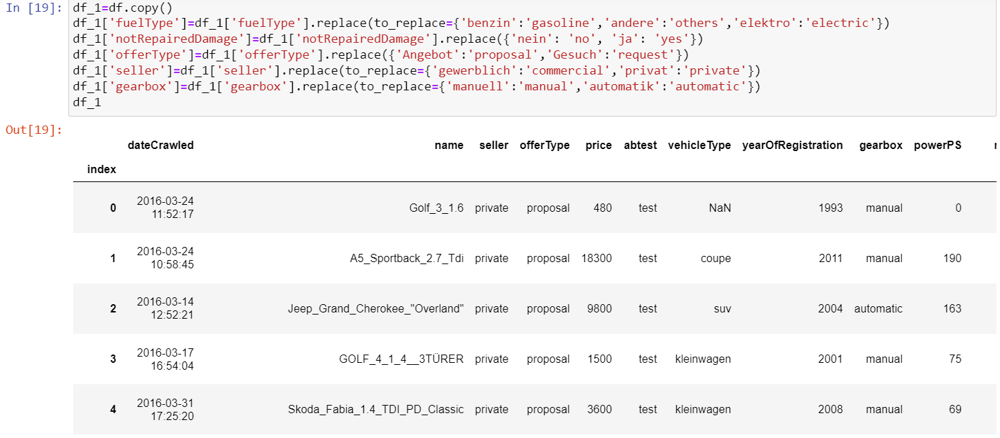 In [19]: df_1=df.copy()
df_1['fuelType']=df_1['fuelType'].replace(to_replace={'benzin':'gasoline','andere':'others','elektro':'electric'})
df_1['notRepairedDamage']=df_1['notRepairedDamage'].replace({'nein': 'no', 'ja': 'yes'})
df_1['offerType']=df_1['offerType'].replace({'Angebot':'proposal','Gesuch':'request'})
df_1['seller']=df_1['seller'].replace(to_replace={'gewerblich':'commercial','privat':'private'})
df_1['gearbox']=df_1['gearbox'].replace(to_replace={'manuell':'manual','automatik':'automatic'})
df_1
Out[19]:
dateCrawled name seller offerType price abtest vehicleType yearOfRegistration gearbox powerPS
index
0 2016-03-24 11:52:17 Golf_3_1.6 private proposal 480 test NaN 1993 manual 0
1 2016-03-24 10:58:45 A5_Sportback_2.7_Tdi private proposal 18300 test coupe 2011 manual 190
2 2016-03-14 12:52:21 Jeep_Grand_Cherokee_"Overland" private proposal 9800 test suv 2004 automatic 163
3 2016-03-17 16:54:04 GOLF_4_1_4__3TÜRER private proposal 1500 test kleinwagen 2001 manual 75
4 2016-03-31 17:25:20 Skoda_Fabia_1.4_TDI_PD_Classic private proposal 3600 test kleinwagen 2008 manual 69